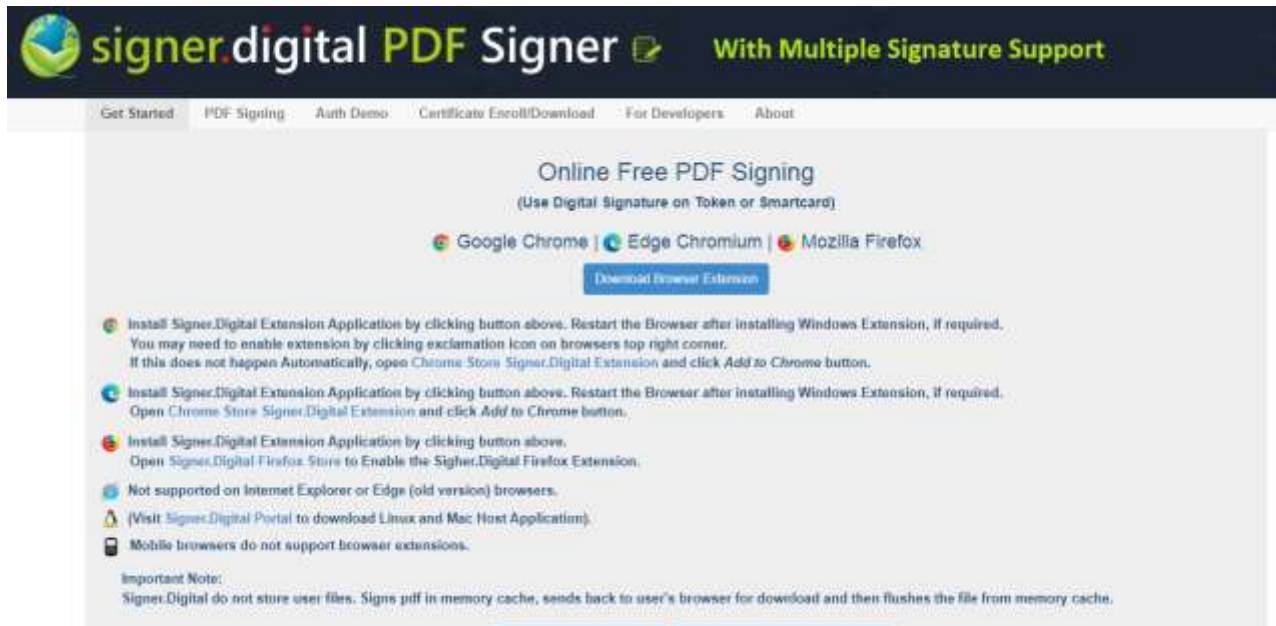 signer.digital PDF Signer With Multiple Signature Support
Get Started PDF Signing Auth Demo Certificate Enroll/Download For Developers About
Online Free PDF Signing
(Use Digital Signature on Token or Smartcard)
Google Chrome | Edge Chromium | Mozilla Firefox
Download Browser Extension
Install Signer.Digital Extension Application by clicking button above. Restart the Browser after installing Windows Extension, if required.
You may need to enable extension by clicking exclamation icon on browsers top right corner.
If this does not happen Automatically, open Chrome Store Signer.Digital Extension and click Add to Chrome button.
Install Signer.Digital Extension Application by clicking button above. Restart the Browser after installing Windows Extension, if required.
Open Chrome Store Signer.Digital Extension and click Add to Chrome button.
Install Signer.Digital Extension Application by clicking button above.
Open Signer.Digital Firefox Store to Enable the Sigher.Digital Firefox Extension.
Not supported on Internet Explorer or Edge (old version) browsers.
(Visit Signer.Digital Portal to download Linux and Mac Host Application).
Mobile browsers do not support browser extensions.
Important Note:
Signer.Digital do not store user files. Signs pdf in memory cache, sends back to user's browser for download and then flushes the file from memory cache.